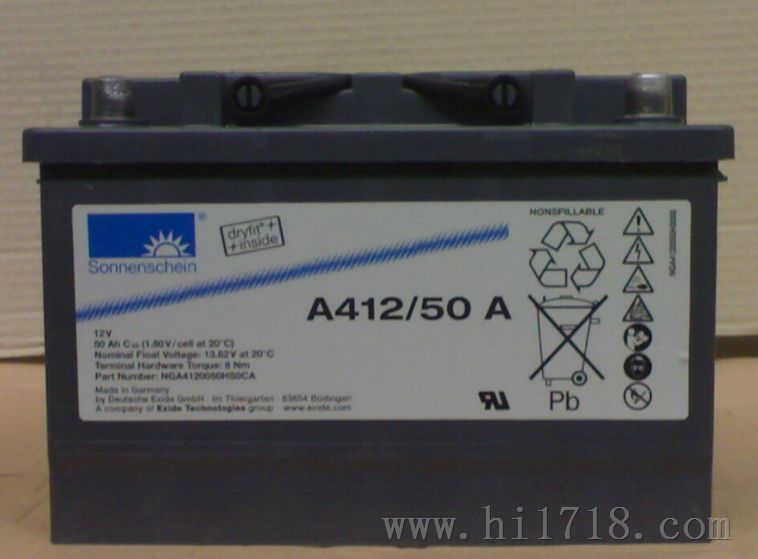 Sonnenschein®
dryfit®
inside
NONSPILLABLE
A412/50 A
12V
50 Ah C₁₀ (1.80V/cell at 20°C)
Nominal Float Voltage: 13.62V at 20°C
Terminal Hardware Torque: 8 Nm
Part Number: NGA4120050HS0CA
Made in Germany
by Deutsche Exide GmbH · im Thiergarten · 63654 Büdingen
A company of Exide Technologies group · www.exide.com
Pb
www.hi1718.com